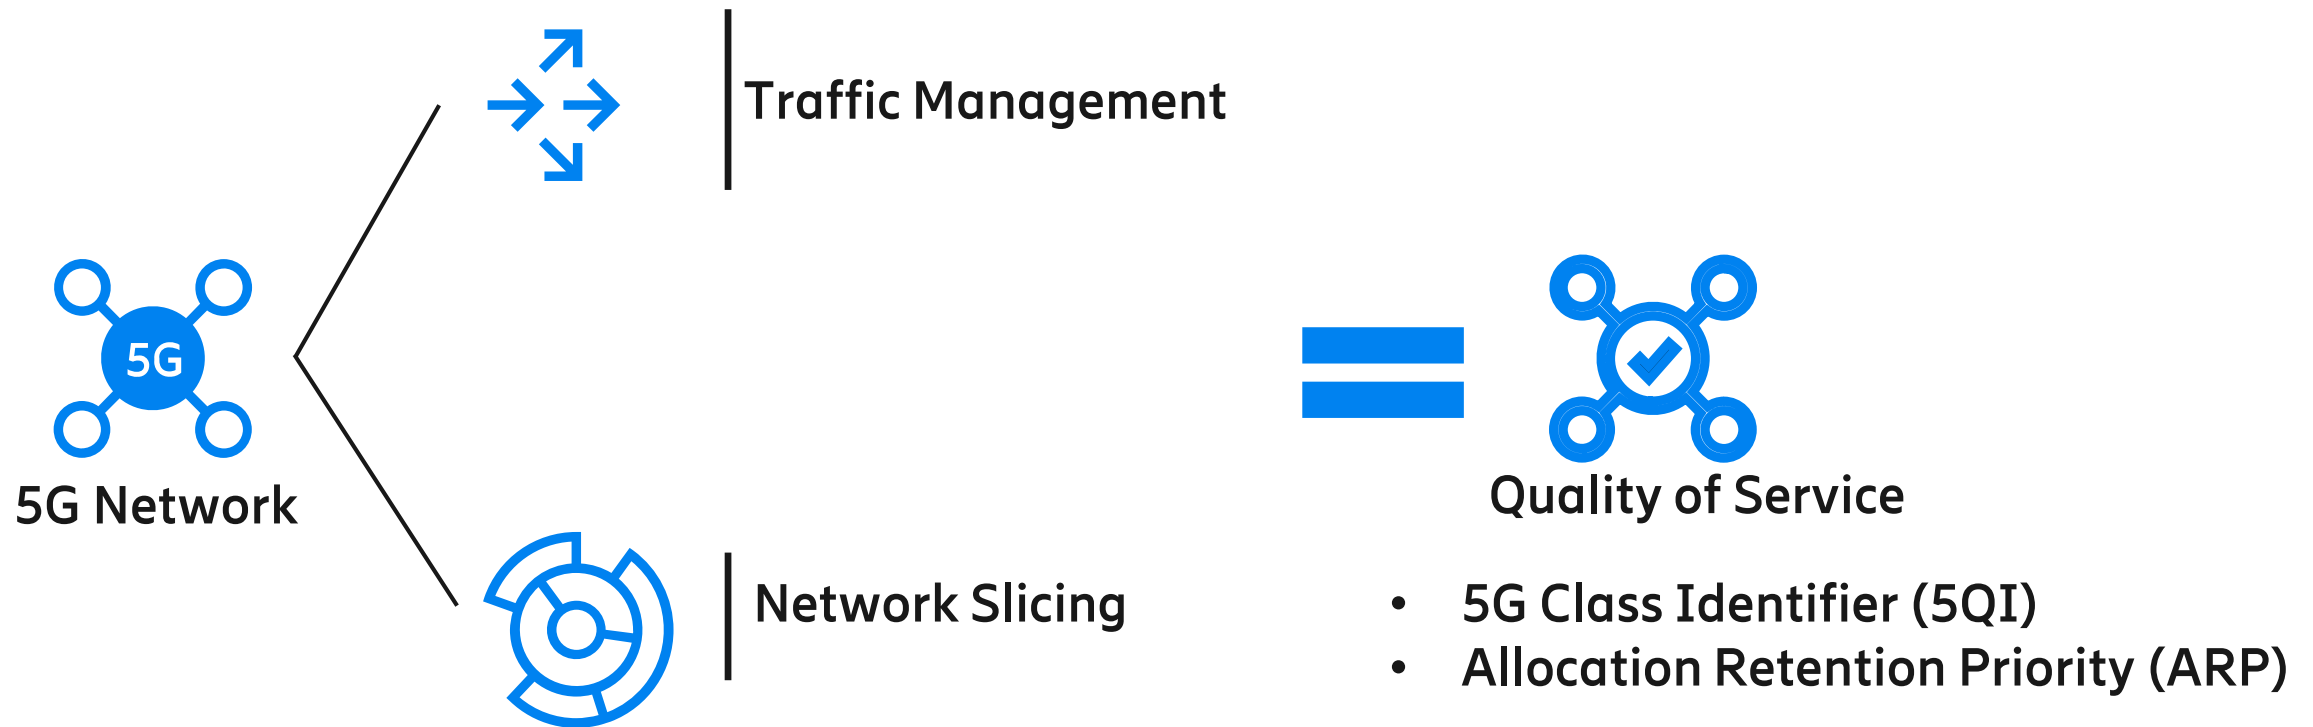 Traffic Management
5G
5G Network
Quality of Service
Network Slicing
• 5G Class Identifier (5QI)
• Allocation Retention Priority (ARP)